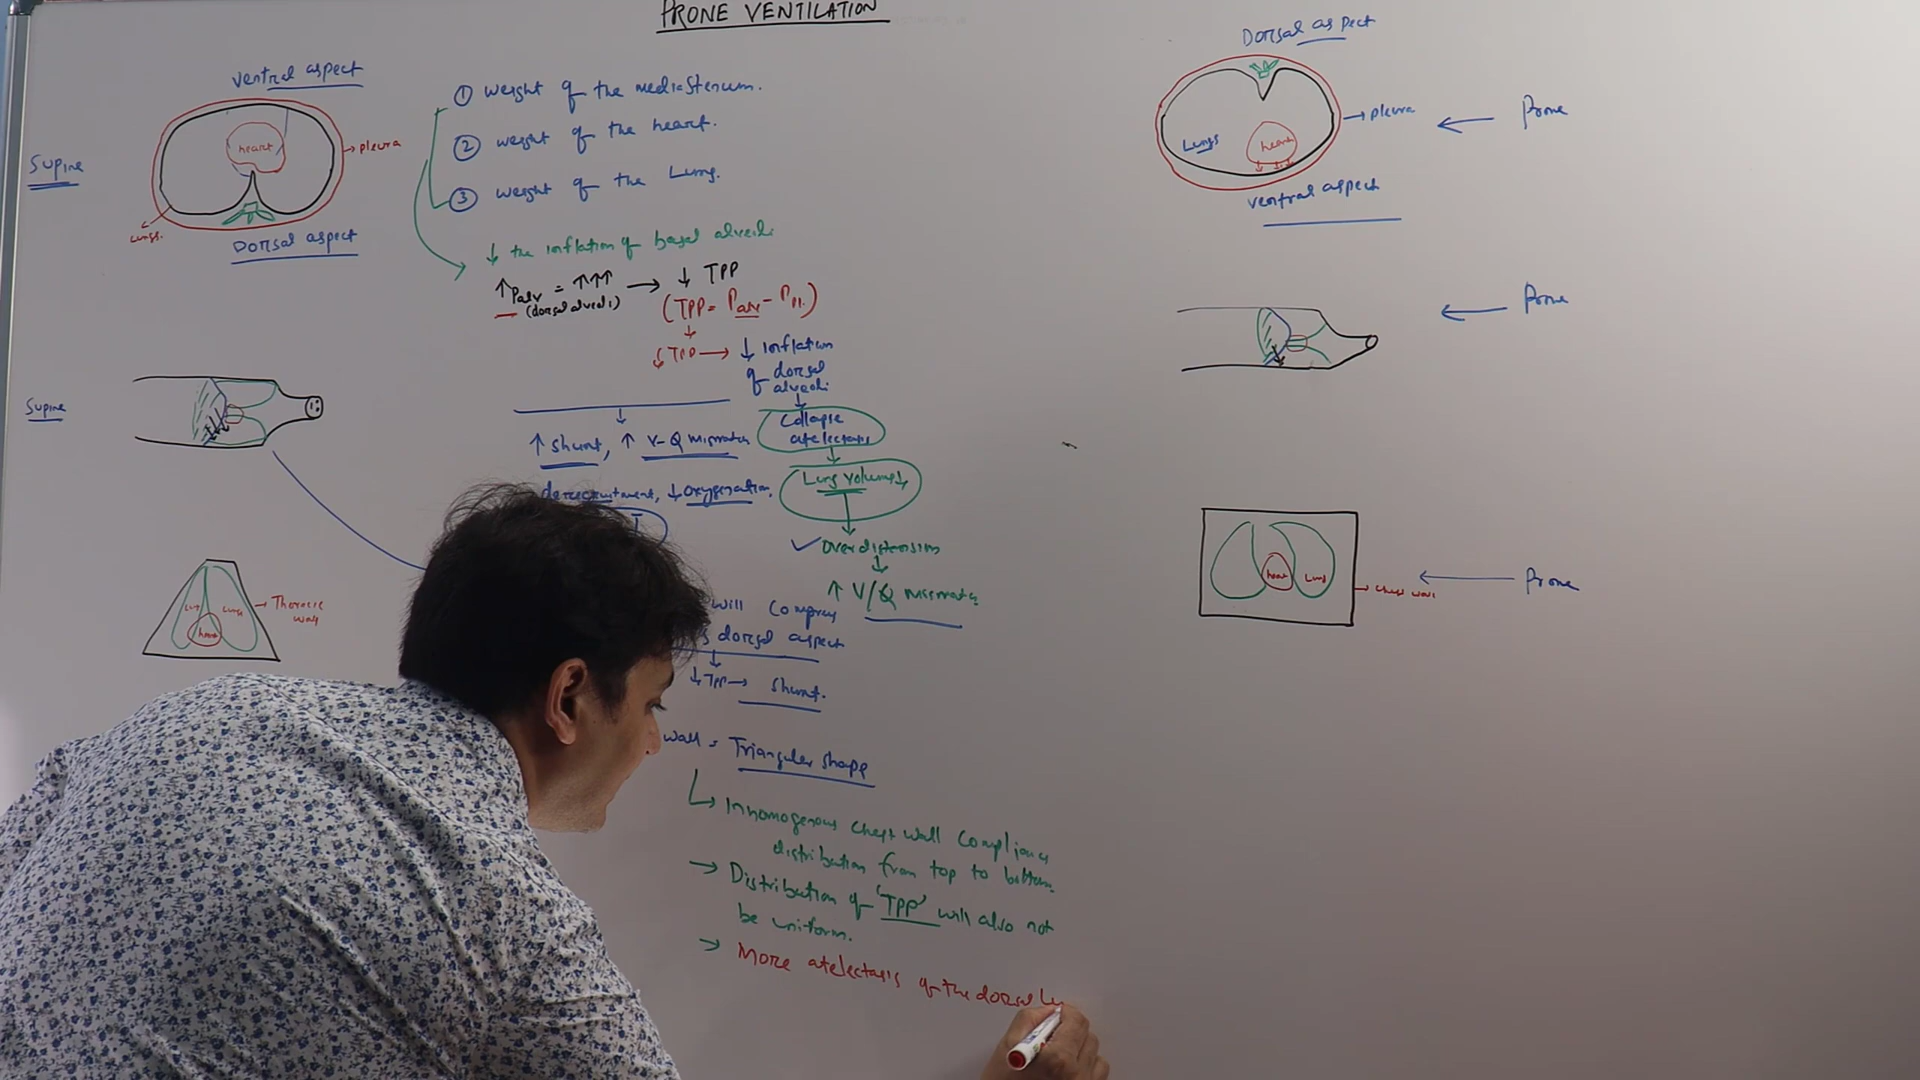 PRONE VENTILATION
Ventral aspect
Supine
heart
→ pleura
Lungs.
Dorsal aspect
① weight of the mediastenum.
② weight of the heart.
③ weight of the Lung.
↓ the inflation of basal alveoli
↑ Palv = ↑↑↑ → ↓ TPP
(dorsal alveoli)
(TPP = Palv - Ppl.)
↓ TPP → ↓ inflation
of dorsal
alveoli
Collapse
atelectasis
Lung volume↓
✓ Overdistension
↑ V/Q mismatch
↑ shunt, ↑ V-Q mismatch
derecruitment, ↓ oxygenation,
Supine
Lung
Lungs
heart
→ Thoracic
wall
will compress
dorsal aspect
↓ TPP → shunt.
wall = Triangular shape
Inhomogenous chest wall compliance
distribution from top to bottom
→ Distribution of 'TPP' will also not
be uniform.
→ More atelectasis of the dorsal Lu
Dorsal aspect
Lungs
heart
→ pleura
← Prone
ventral aspect
← Prone
heart
Lung
→ chest wall
← Prone